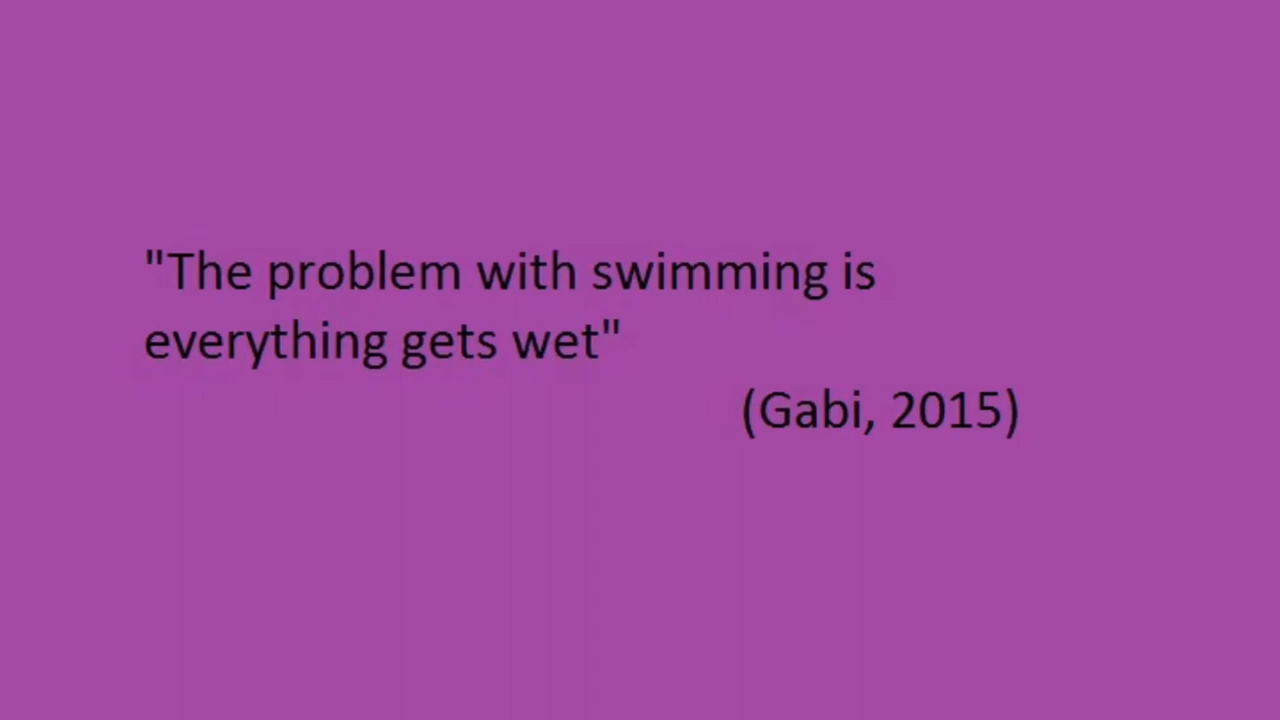 "The problem with swimming is
everything gets wet"
(Gabi, 2015)